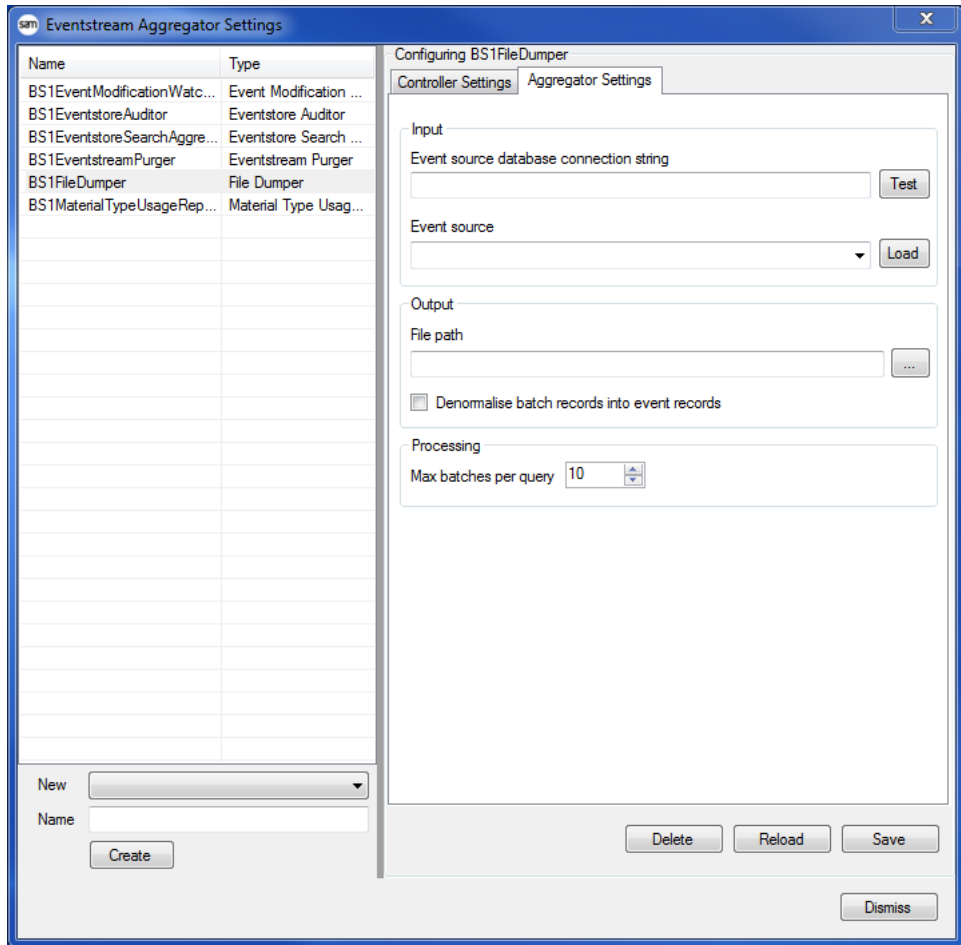 sam Eventstream Aggregator Settings
X
Name Type
BS1EventModificationWatc... Event Modification ...
BS1EventstoreAuditor Eventstore Auditor
BS1EventstoreSearchAggre... Eventstore Search ...
BS1EventstreamPurger Eventstream Purger
BS1FileDumper File Dumper
BS1MaterialTypeUsageRep... Material Type Usag...
New
Name
Create
Configuring BS1FileDumper
Controller Settings Aggregator Settings
Input
Event source database connection string
Test
Event source
Load
Output
File path
...
Denormalise batch records into event records
Processing
Max batches per query 10
Delete Reload Save
Dismiss